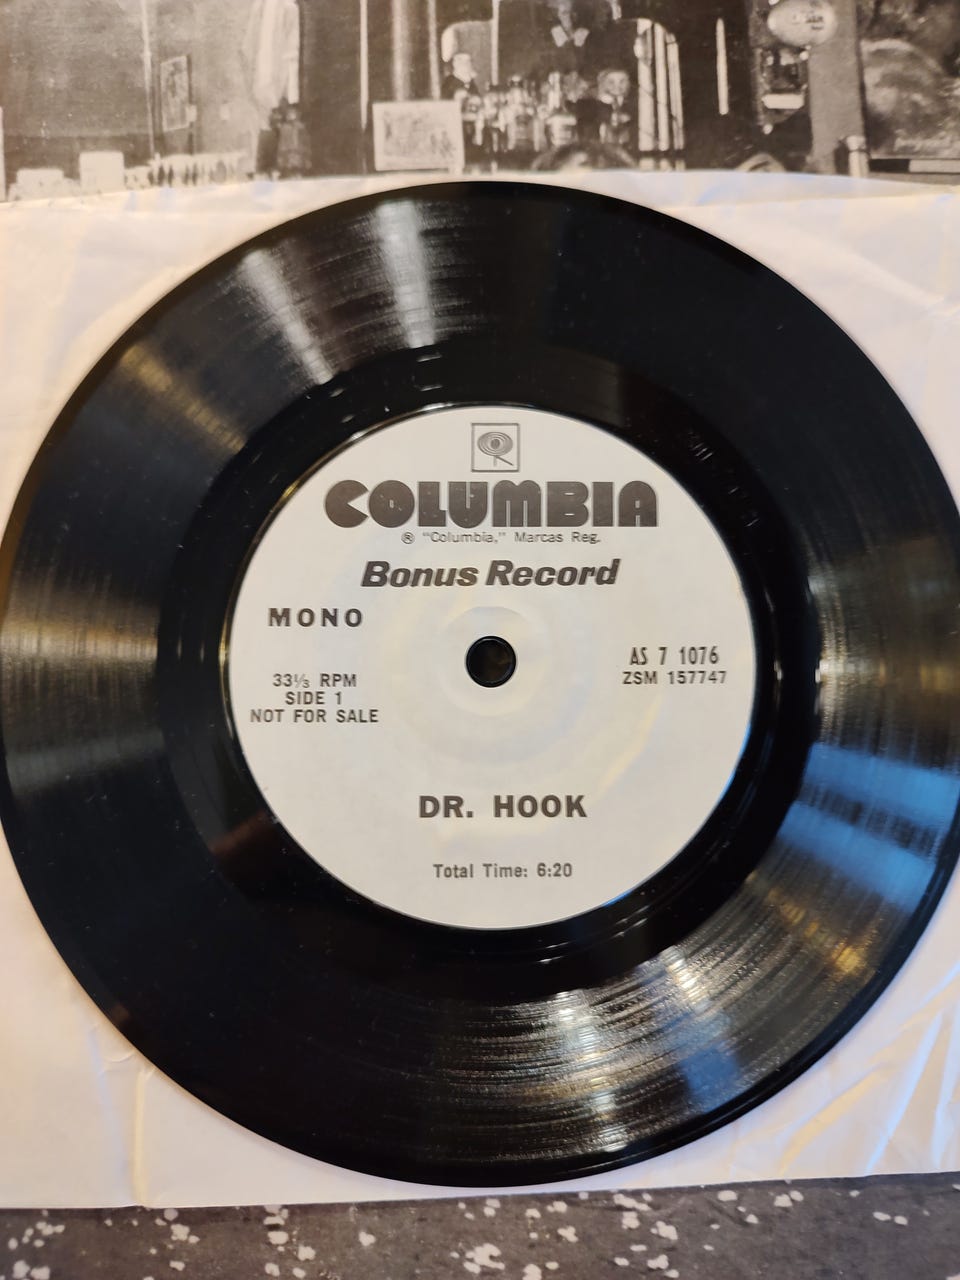 COLUMBIA
® "Columbia," Marcas Reg.
Bonus Record
MONO
33⅓ RPM
SIDE 1
NOT FOR SALE
AS 7 1076
ZSM 157747
DR. HOOK
Total Time: 6:20